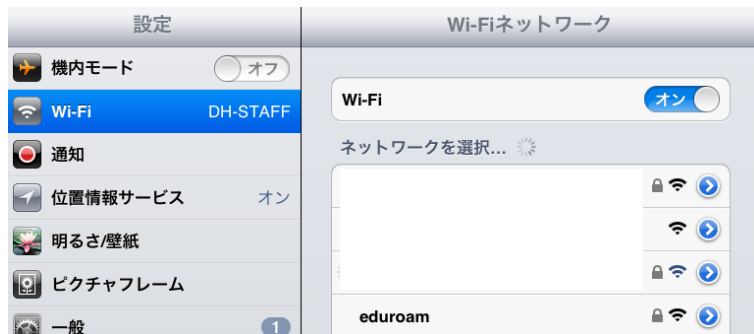 設定
機内モード オフ
Wi-Fi DH-STAFF
通知
位置情報サービス オン
明るさ/壁紙
ピクチャフレーム
一般 1
Wi-Fiネットワーク
Wi-Fi オン
ネットワークを選択...
eduroam